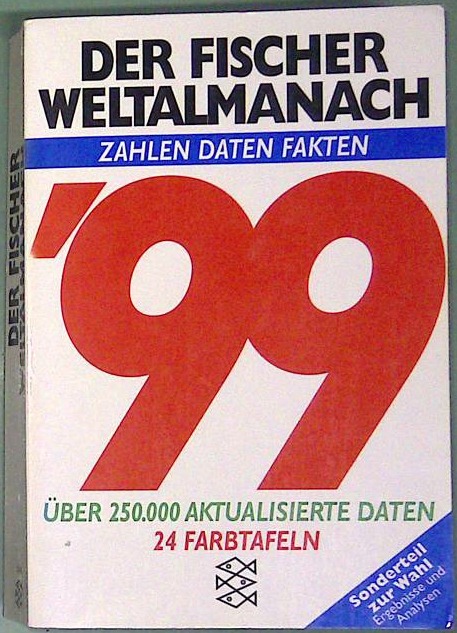 DER FISCHER
WELTALMANACH
ZAHLEN DATEN FAKTEN
'99
ÜBER 250.000 AKTUALISIERTE DATEN
24 FARBTAFELN
Sonderteil
zur Wahl
Ergebnisse und
Analysen
DER FISCHER